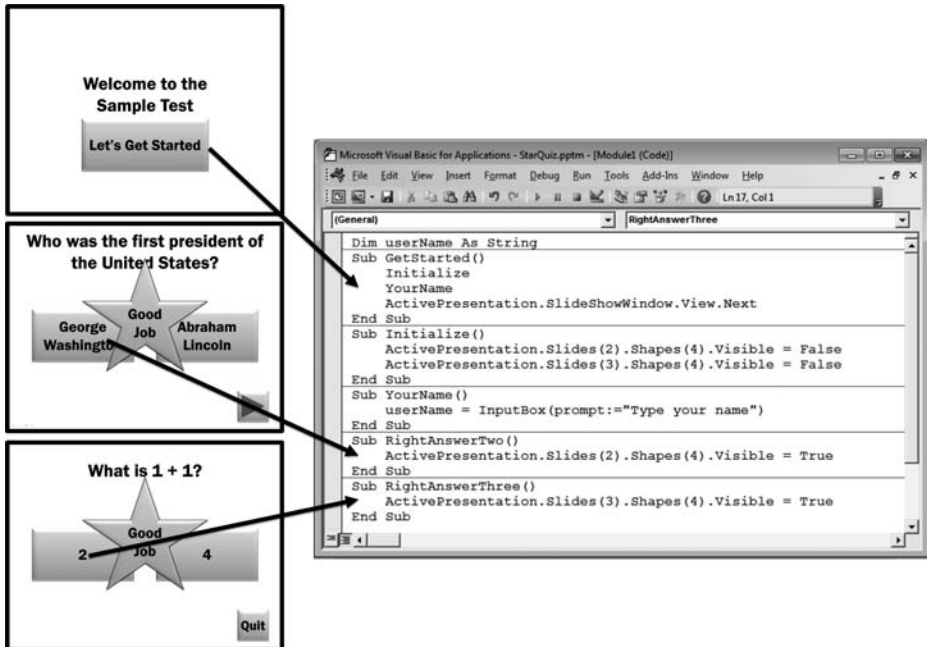 Welcome to the
Sample Test
Let's Get Started
Who was the first president of
the United States?
Good
Job
George
Washingto
Abraham
Lincoln
What is 1 + 1?
Good
Job
2
4
Quit
Microsoft Visual Basic for Applications - StarQuiz.pptm - [Module1 (Code)]
File Edit View Insert Format Debug Run Tools Add-Ins Window Help
Ln 17, Col 1
(General)
RightAnswerThree
Dim userName As String
Sub GetStarted()
    Initialize
    YourName
    ActivePresentation.SlideShowWindow.View.Next
End Sub
Sub Initialize()
    ActivePresentation.Slides(2).Shapes(4).Visible = False
    ActivePresentation.Slides(3).Shapes(4).Visible = False
End Sub
Sub YourName()
    userName = InputBox(prompt:="Type your name")
End Sub
Sub RightAnswerTwo()
    ActivePresentation.Slides(2).Shapes(4).Visible = True
End Sub
Sub RightAnswerThree()
    ActivePresentation.Slides(3).Shapes(4).Visible = True
End Sub